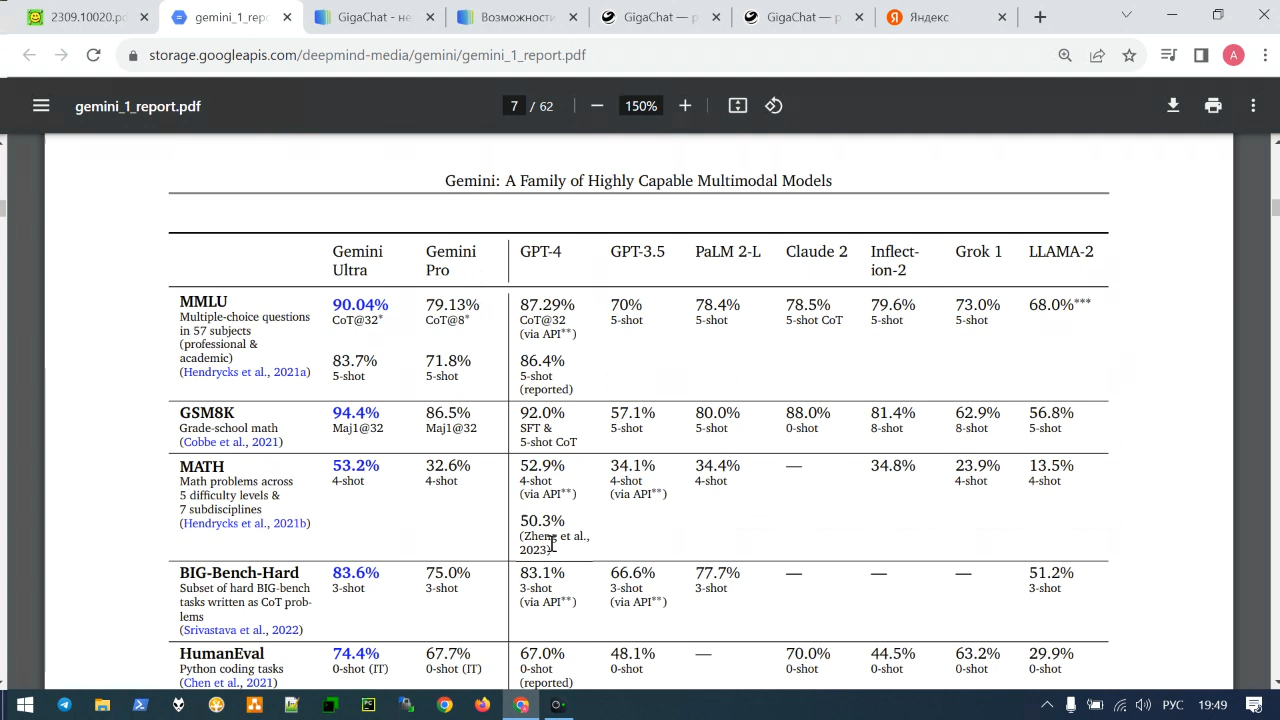 2309.10020.pd
gemini_1_repo
GigaChat - не
Возможности
GigaChat — р
GigaChat — р
Яндекс
storage.googleapis.com/deepmind-media/gemini/gemini_1_report.pdf
A
gemini_1_report.pdf
7 / 62
150%
Gemini: A Family of Highly Capable Multimodal Models
Gemini Gemini GPT-4 GPT-3.5 PaLM 2-L Claude 2 Inflect- Grok 1 LLAMA-2
Ultra Pro ion-2
MMLU 90.04% 79.13% 87.29% 70% 78.4% 78.5% 79.6% 73.0% 68.0%***
Multiple-choice questions CoT@32* CoT@8* CoT@32 5-shot 5-shot 5-shot CoT 5-shot 5-shot
in 57 subjects (via API**)
(professional &
academic) 83.7% 71.8% 86.4%
(Hendrycks et al., 2021a) 5-shot 5-shot 5-shot
(reported)
GSM8K 94.4% 86.5% 92.0% 57.1% 80.0% 88.0% 81.4% 62.9% 56.8%
Grade-school math Maj1@32 Maj1@32 SFT & 5-shot 5-shot 0-shot 8-shot 8-shot 5-shot
(Cobbe et al., 2021) 5-shot CoT
MATH 53.2% 32.6% 52.9% 34.1% 34.4% — 34.8% 23.9% 13.5%
Math problems across 4-shot 4-shot 4-shot 4-shot 4-shot 4-shot 4-shot
5 difficulty levels & (via API**) (via API**)
7 subdisciplines
(Hendrycks et al., 2021b) 50.3%
(Zheng et al.,
2023)
BIG-Bench-Hard 83.6% 75.0% 83.1% 66.6% 77.7% — — — 51.2%
Subset of hard BIG-bench 3-shot 3-shot 3-shot 3-shot 3-shot 3-shot
tasks written as CoT prob- (via API**) (via API**)
lems
(Srivastava et al., 2022)
HumanEval 74.4% 67.7% 67.0% 48.1% — 70.0% 44.5% 63.2% 29.9%
Python coding tasks 0-shot (IT) 0-shot (IT) 0-shot 0-shot 0-shot 0-shot 0-shot 0-shot
(Chen et al., 2021) (reported)
РУС 19:49